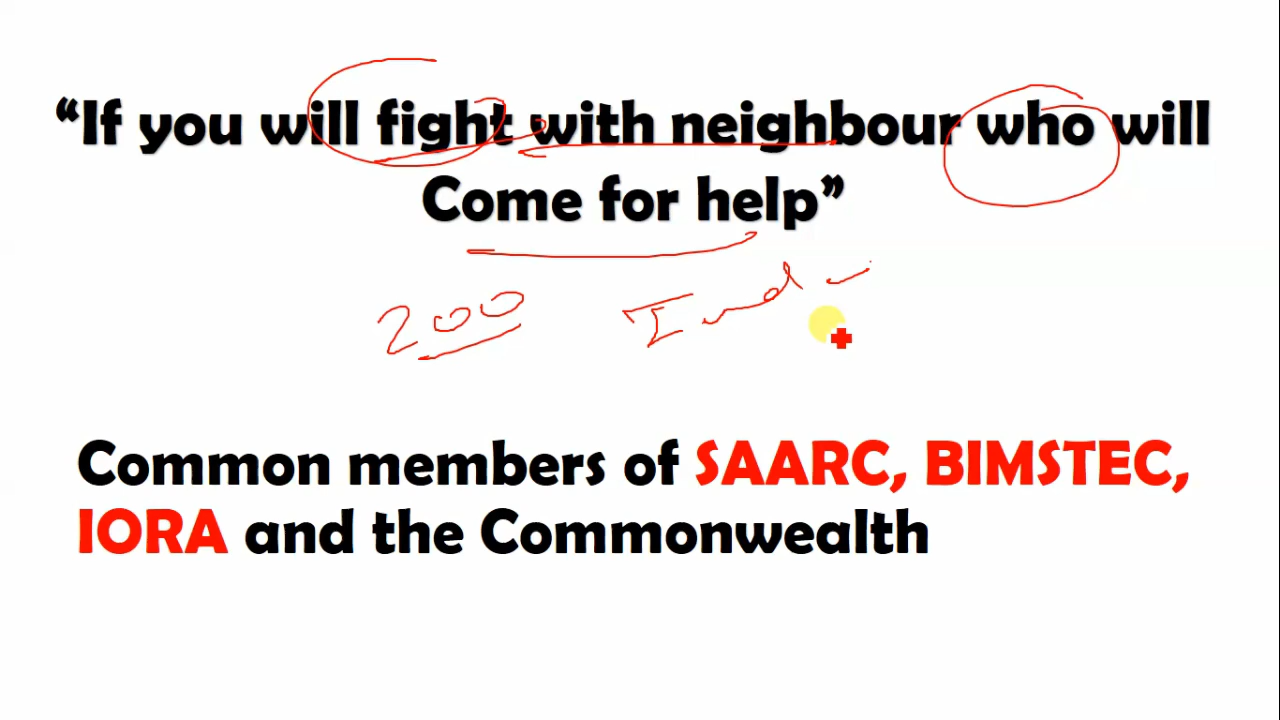 “If you will fight with neighbour who will
Come for help”
200
Common members of SAARC, BIMSTEC,
IORA and the Commonwealth